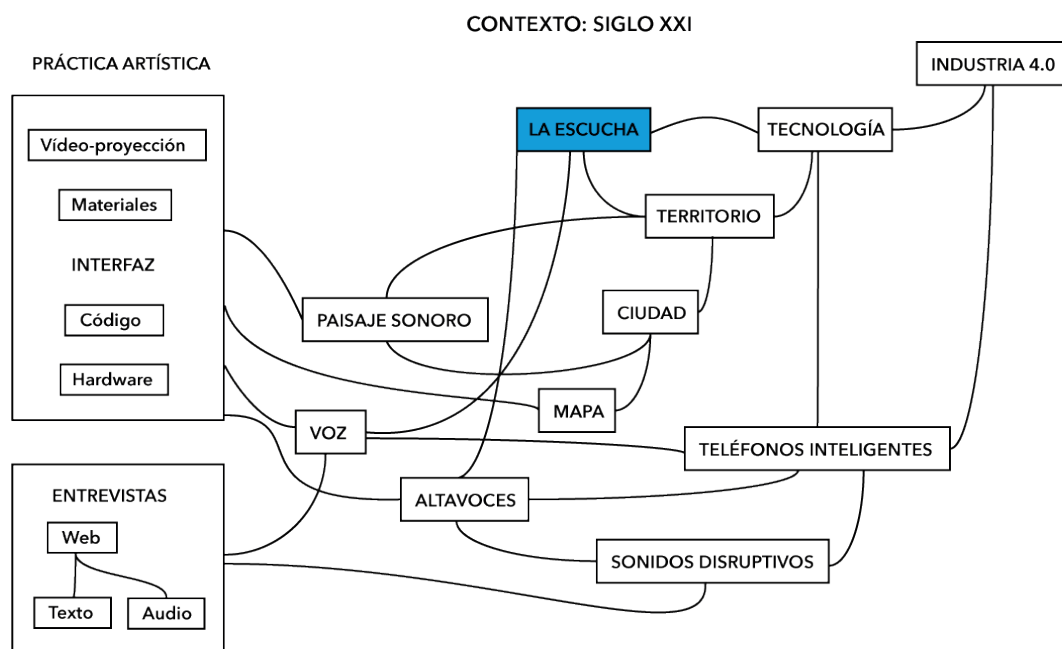 CONTEXTO: SIGLO XXI
PRÁCTICA ARTÍSTICA
INDUSTRIA 4.0
LA ESCUCHA
TECNOLOGÍA
Vídeo-proyección
Materiales
TERRITORIO
INTERFAZ
PAISAJE SONORO
CIUDAD
Código
Hardware
MAPA
VOZ
TELÉFONOS INTELIGENTES
ENTREVISTAS
ALTAVOCES
Web
SONIDOS DISRUPTIVOS
Texto
Audio